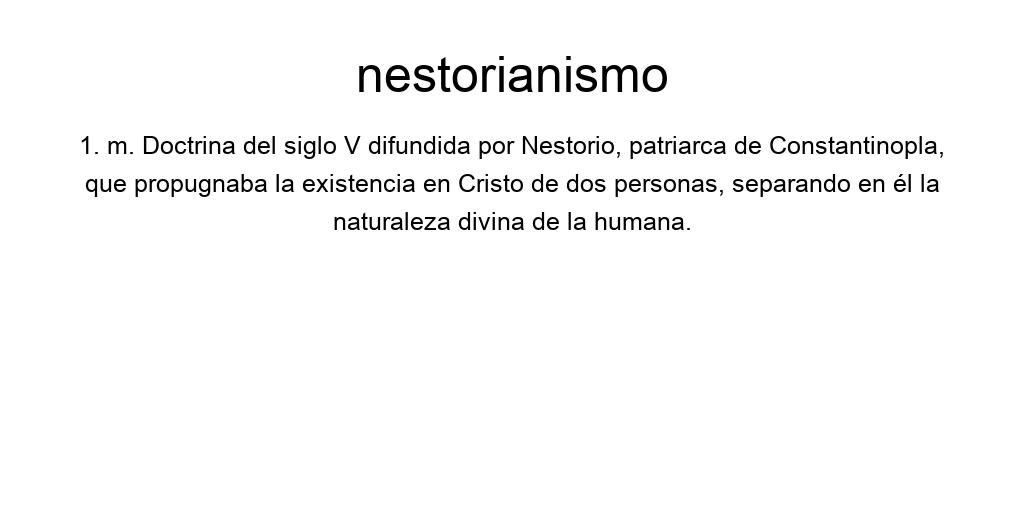 nestorianismo
1. m. Doctrina del siglo V difundida por Nestorio, patriarca de Constantinopla,
que propugnaba la existencia en Cristo de dos personas, separando en él la
naturaleza divina de la humana.